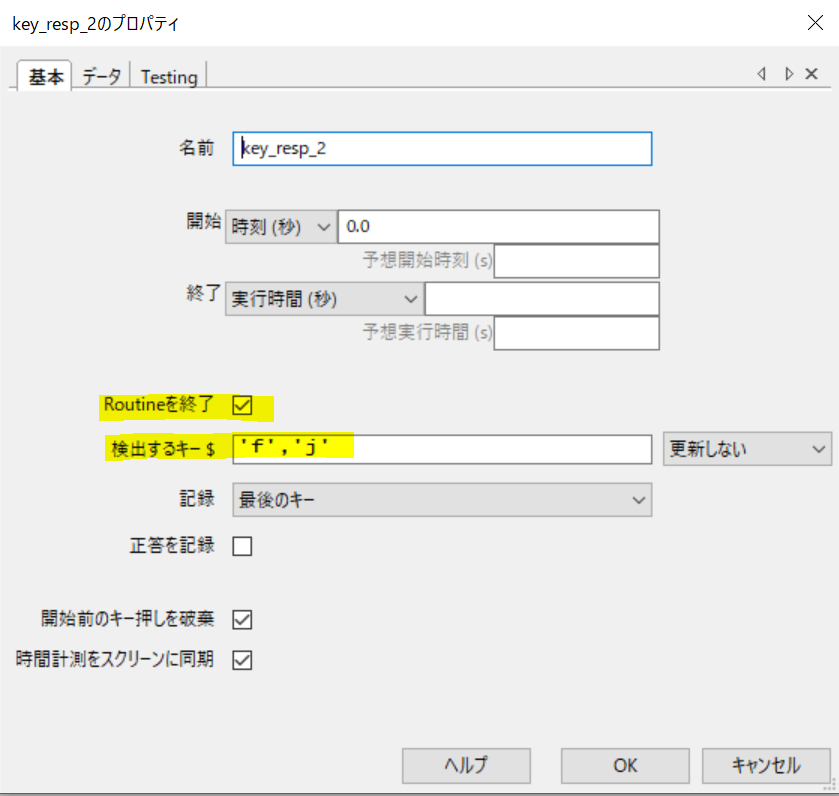 key_resp_2のプロパティ
基本 データ Testing
名前 key_resp_2
開始 時刻 (秒) 0.0
予想開始時刻 (s)
終了 実行時間 (秒)
予想実行時間 (s)
Routineを終了
検出するキー $ 'f','j' 更新しない
記録 最後のキー
正答を記録
開始前のキー押しを破棄
時間計測をスクリーンに同期
ヘルプ OK キャンセル